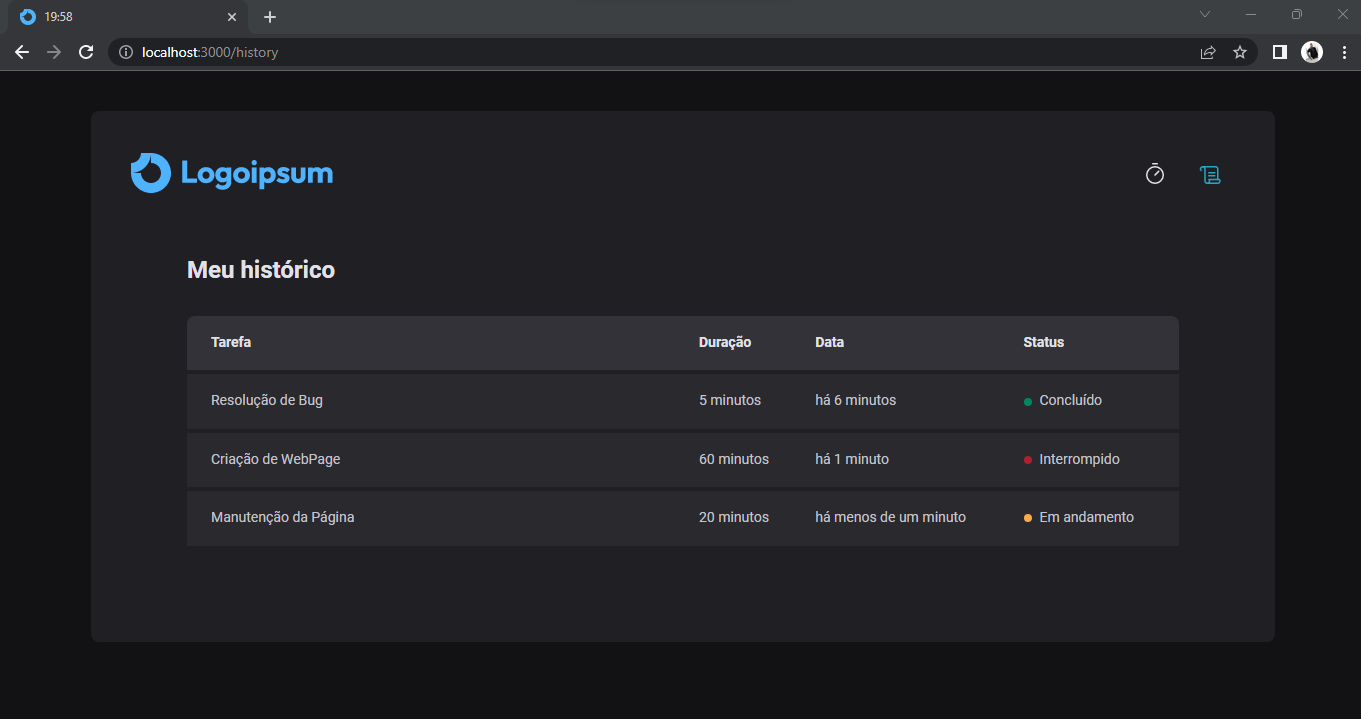 19:58
localhost:3000/history
Logoipsum
Meu histórico
Tarefa Duração Data Status
Resolução de Bug 5 minutos há 6 minutos Concluído
Criação de WebPage 60 minutos há 1 minuto Interrompido
Manutenção da Página 20 minutos há menos de um minuto Em andamento